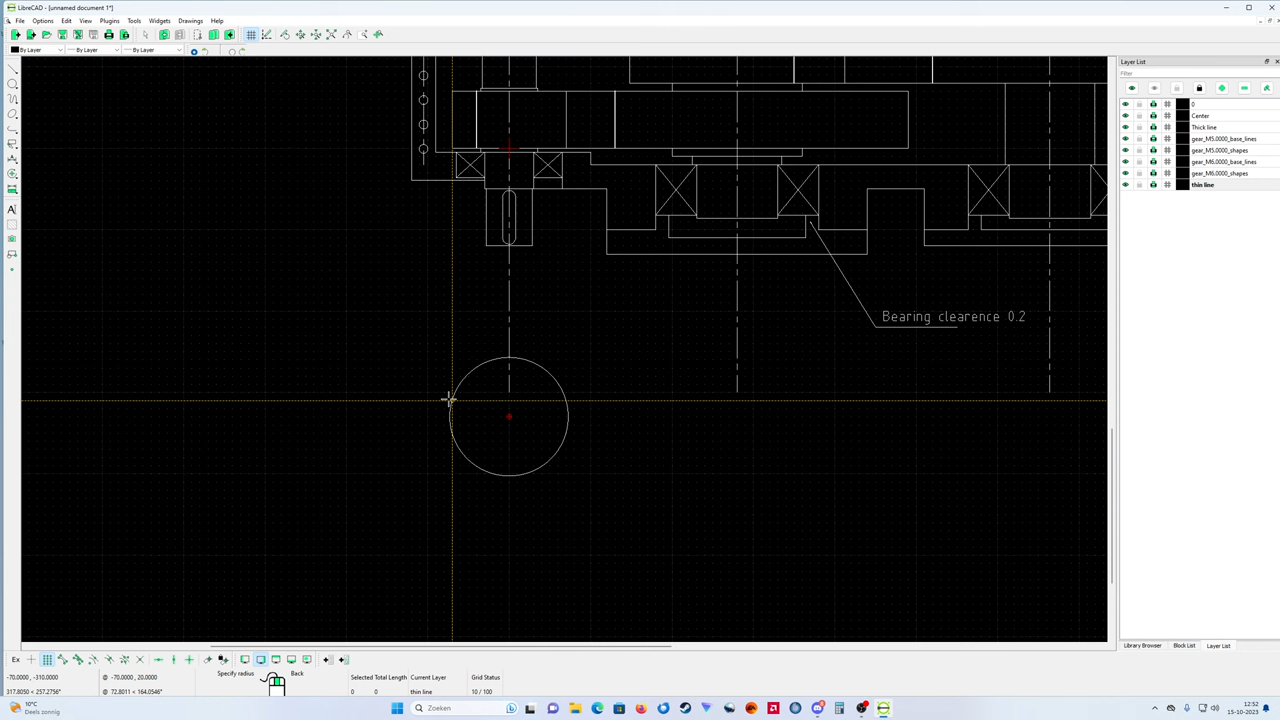 LibreCAD - [unnamed document 1*]
File Options Edit View Plugins Tools Widgets Drawings Help
By Layer — By Layer — By Layer
Layer List
Filter
0
Center
Thick line
gear_M5.0000_base_lines
gear_M5.0000_shapes
gear_M6.0000_base_lines
gear_M6.0000_shapes
thin line
Bearing clearence 0.2
Library Browser Block List Layer List
Ex
-70.0000, -310.0000 @ -70.0000, 20.0000 Specify radius Back Selected Total Length Current Layer Grid Status
317.8050 < 257.2756° @ 72.8011 < 164.0546° 0 0 thin line 10 / 100
10°C
Deels zonnig
Zoeken
12:52
15-10-2023